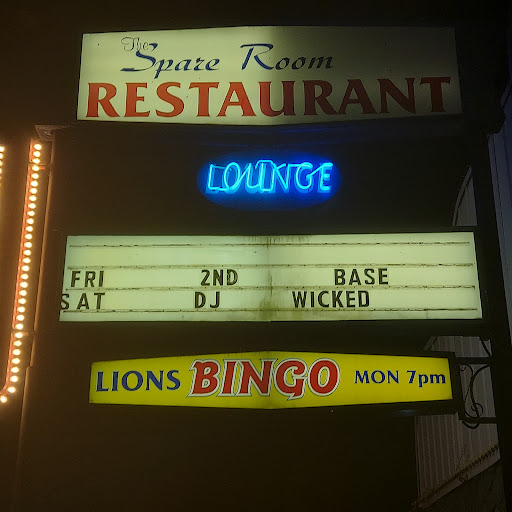 The Spare Room
RESTAURANT
LOUNGE
FRI 2ND BASE
SAT DJ WICKED
LIONS BINGO MON 7pm